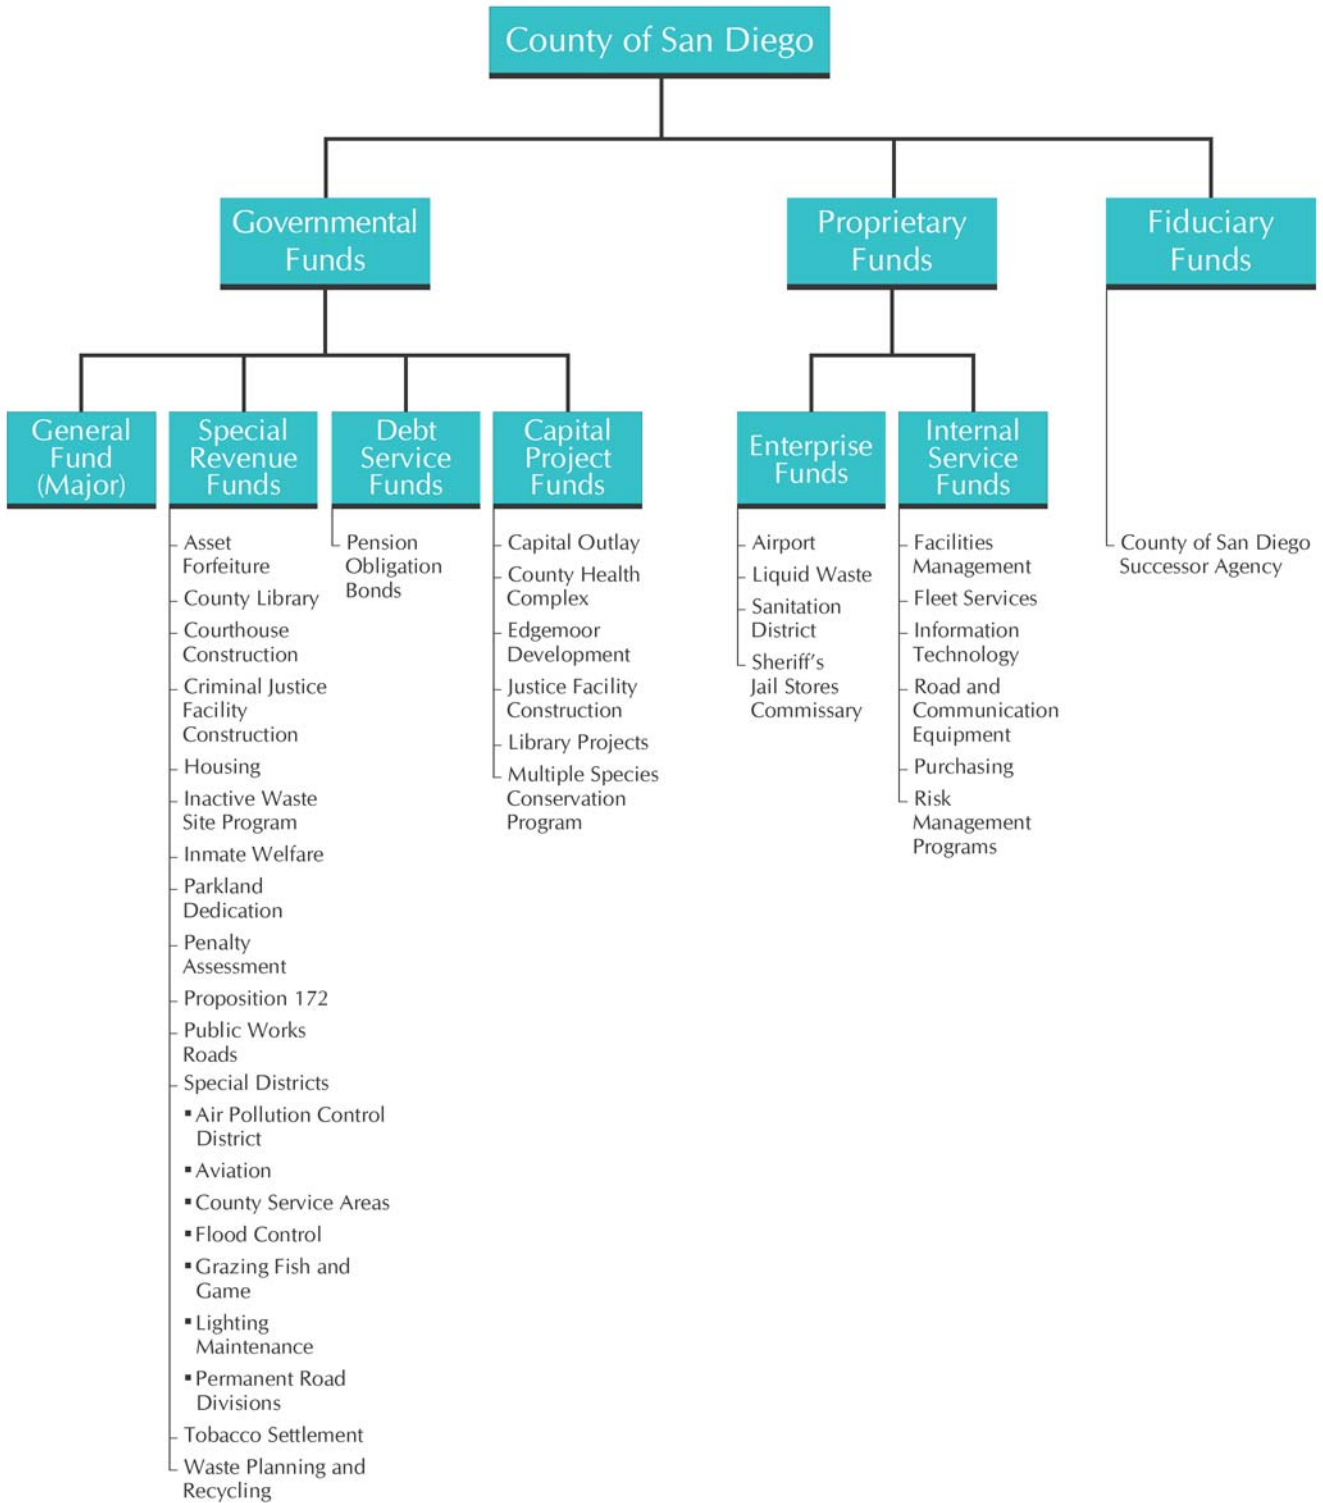 County of San Diego
Governmental
Funds
Proprietary
Funds
Fiduciary
Funds
General
Fund
(Major)
Special
Revenue
Funds
Debt
Service
Funds
Capital
Project
Funds
Enterprise
Funds
Internal
Service
Funds
Asset
Forfeiture
County Library
Courthouse
Construction
Criminal Justice
Facility
Construction
Housing
Inactive Waste
Site Program
Inmate Welfare
Parkland
Dedication
Penalty
Assessment
Proposition 172
Public Works
Roads
Special Districts
▪ Air Pollution Control
District
▪ Aviation
▪ County Service Areas
▪ Flood Control
▪ Grazing Fish and
Game
▪ Lighting
Maintenance
▪ Permanent Road
Divisions
Tobacco Settlement
Waste Planning and
Recycling
Pension
Obligation
Bonds
Capital Outlay
County Health
Complex
Edgemoor
Development
Justice Facility
Construction
Library Projects
Multiple Species
Conservation
Program
Airport
Liquid Waste
Sanitation
District
Sheriff's
Jail Stores
Commissary
Facilities
Management
Fleet Services
Information
Technology
Road and
Communication
Equipment
Purchasing
Risk
Management
Programs
County of San Diego
Successor Agency